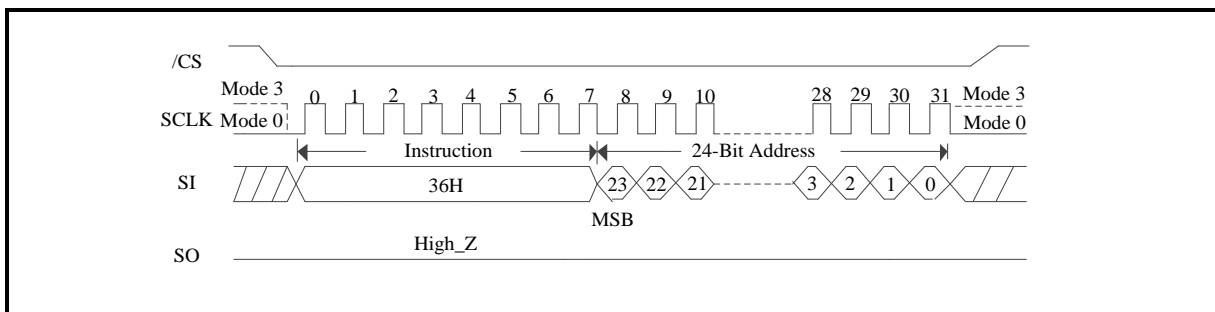 /CS
Mode 3
0 1 2 3 4 5 6 7 8 9 10 28 29 30 31
Mode 3
SCLK
Mode 0
Mode 0
Instruction
24-Bit Address
SI
36H
23 22 21 3 2 1 0
MSB
High_Z
SO